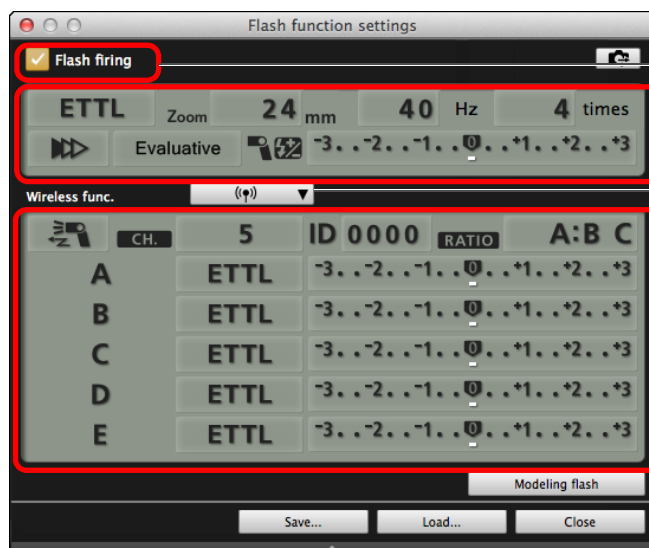 Flash function settings
Flash firing
ETTL Zoom 24 mm 40 Hz 4 times
Evaluative -3..-2..-1..0..+1..+2..+3
Wireless func.
CH. 5 ID 0000 RATIO A:B C
A ETTL -3..-2..-1..0..+1..+2..+3
B ETTL -3..-2..-1..0..+1..+2..+3
C ETTL -3..-2..-1..0..+1..+2..+3
D ETTL -3..-2..-1..0..+1..+2..+3
E ETTL -3..-2..-1..0..+1..+2..+3
Modeling flash
Save... Load... Close